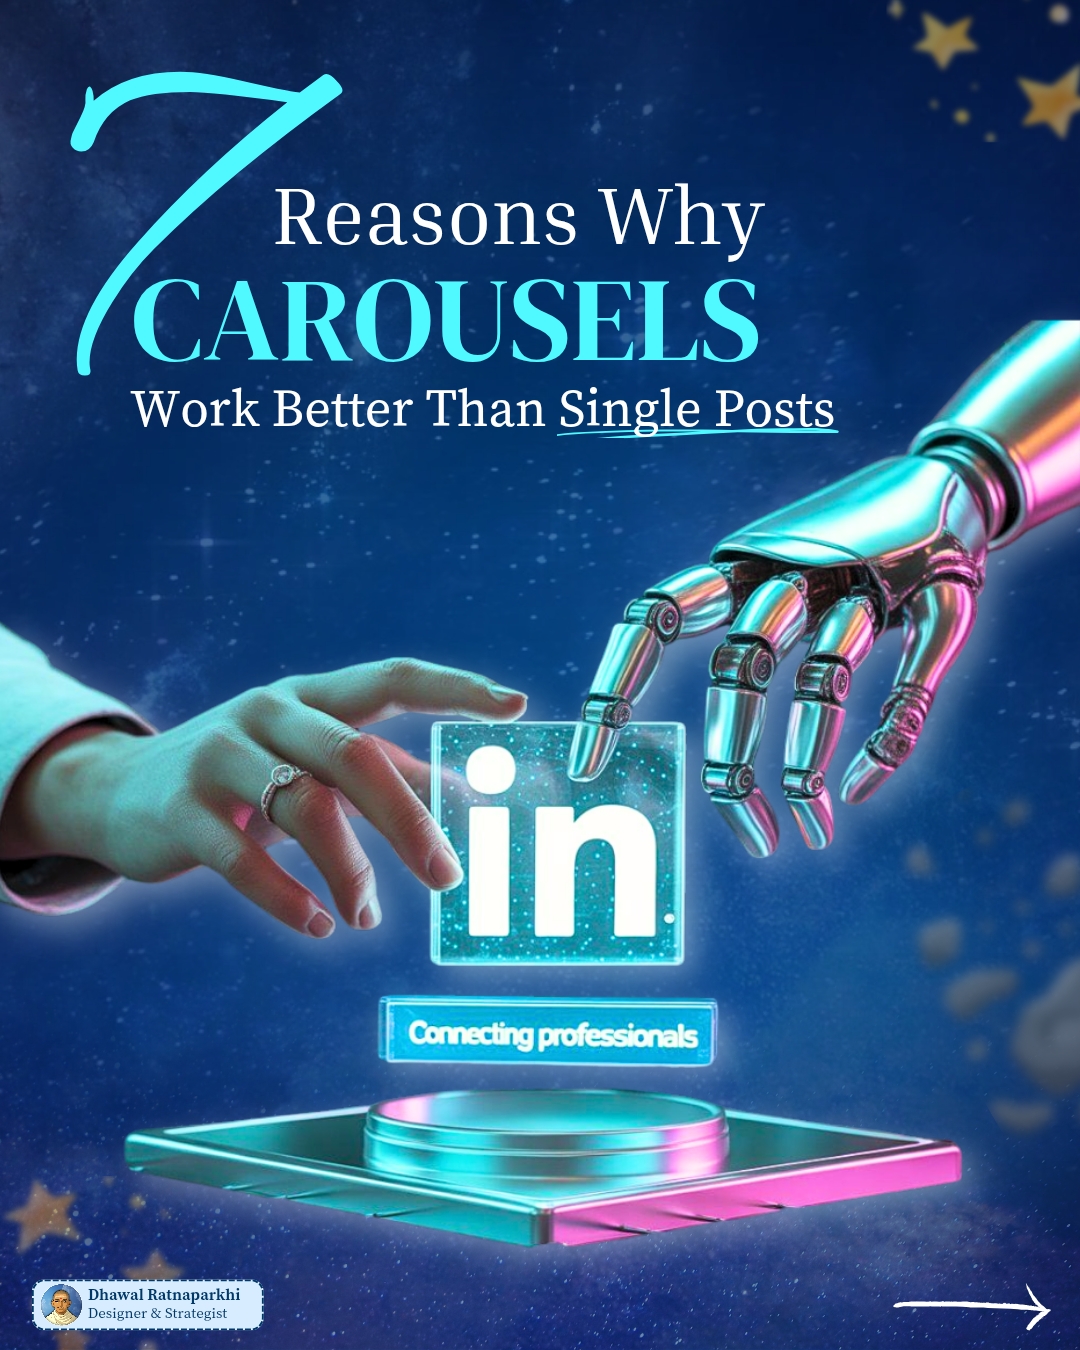 7
Reasons Why
CAROUSELS
Work Better Than Single Posts
in
Connecting professionals
Dhawal Ratnaparkhi
Designer & Strategist